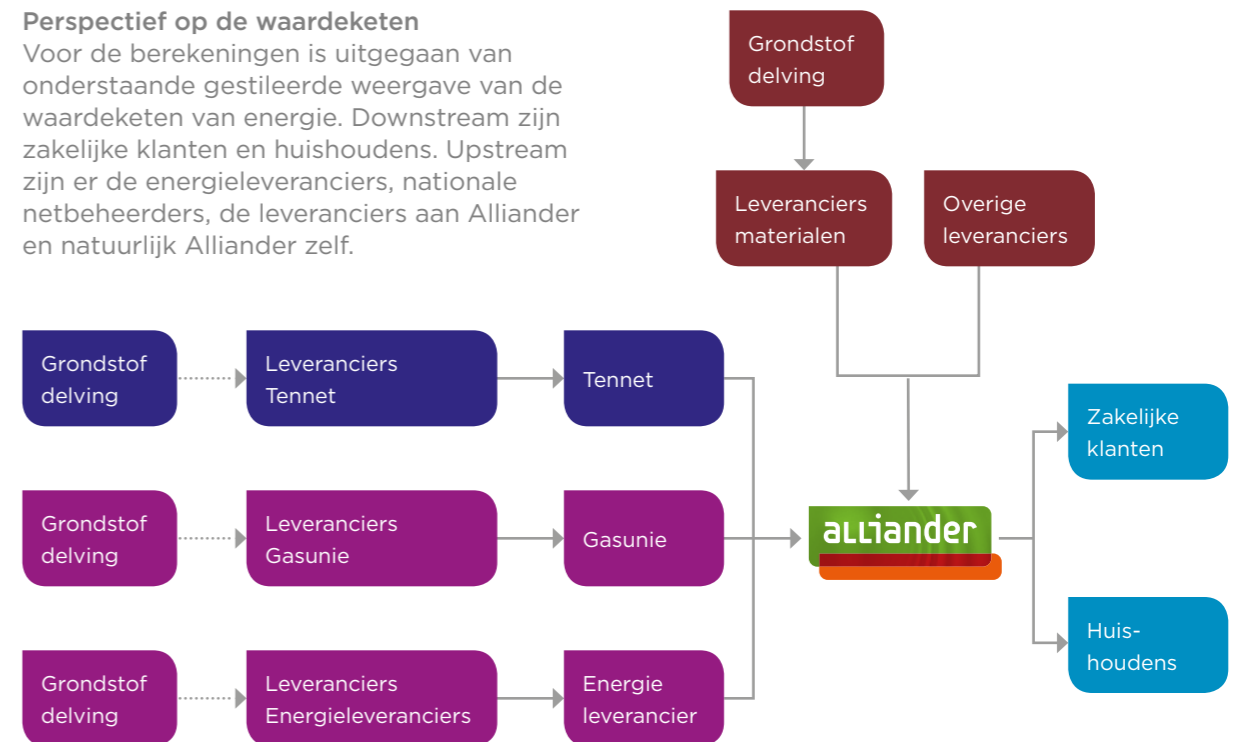 Perspectief op de waardeketen
Voor de berekeningen is uitgegaan van
onderstaande gestileerde weergave van de
waardeketen van energie. Downstream zijn
zakelijke klanten en huishoudens. Upstream
zijn er de energieleveranciers, nationale
netbeheerders, de leveranciers aan Alliander
en natuurlijk Alliander zelf.
Grondstof
delving
Leveranciers
materialen
Overige
leveranciers
Grondstof
delving
Leveranciers
Tennet
Tennet
Grondstof
delving
Leveranciers
Gasunie
Gasunie
Grondstof
delving
Leveranciers
Energieleveranciers
Energie
leverancier
alliander
Zakelijke
klanten
Huis-
houdens